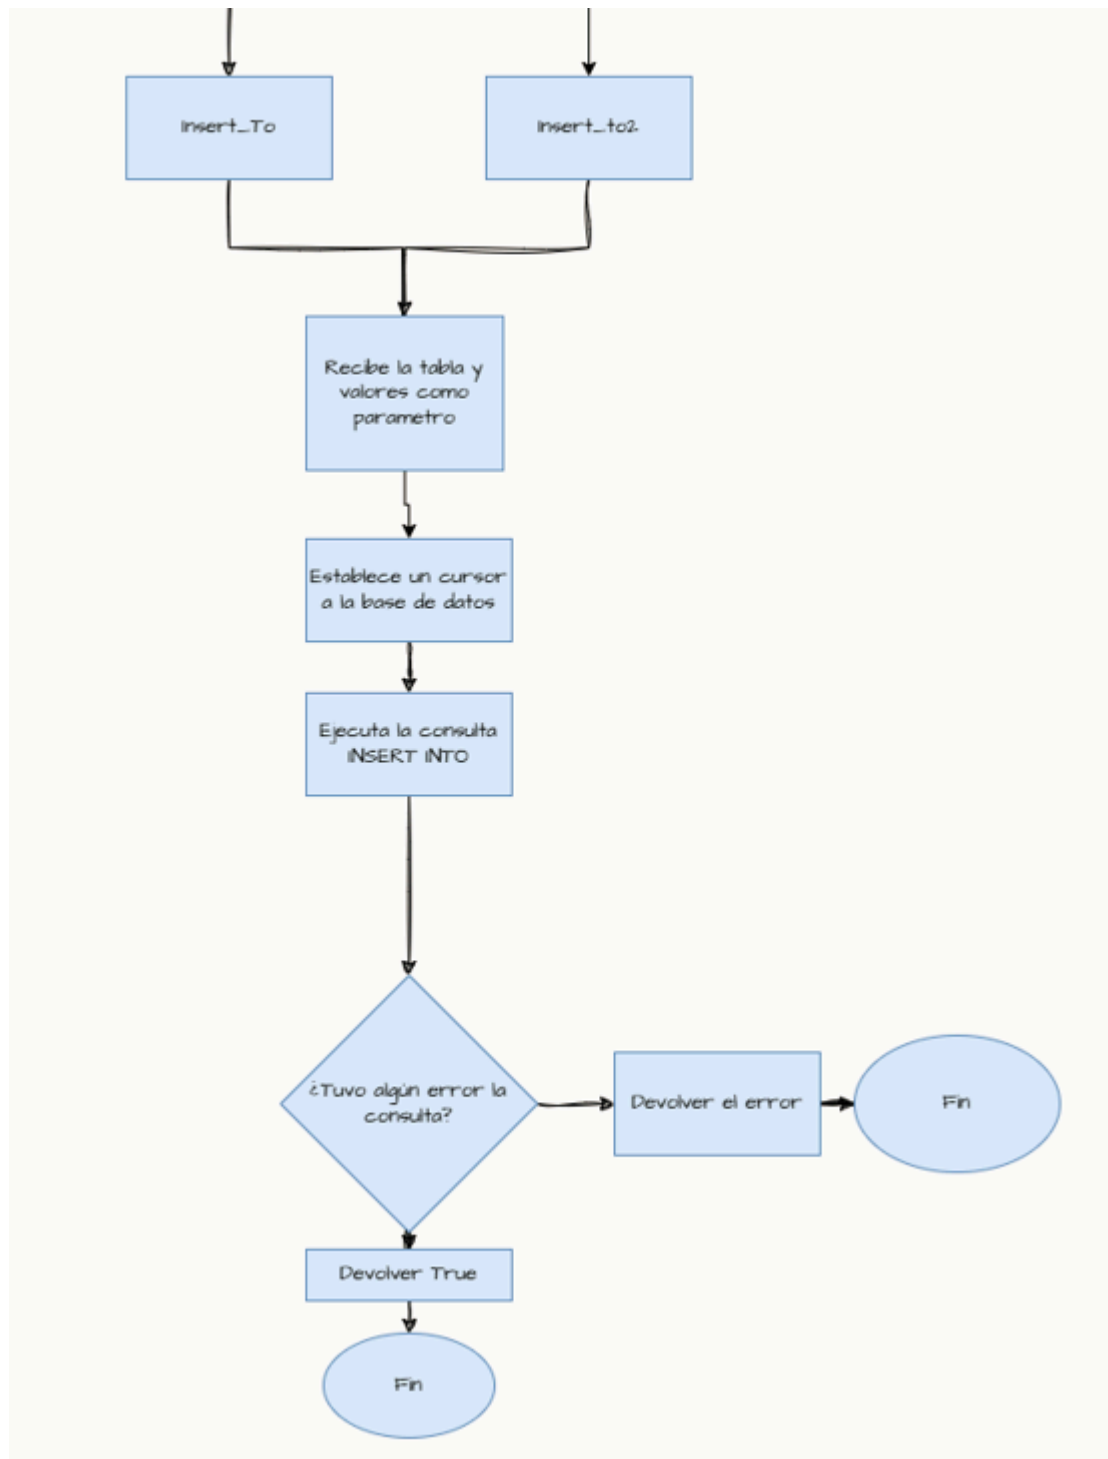 Insert_To
Insert_to2
Recibe la tabla y
valores como
parametro
Establece un cursor
a la base de datos
Ejecuta la consulta
INSERT INTO
¿Tuvo algún error la
consulta?
Devolver el error
Fin
Devolver True
Fin